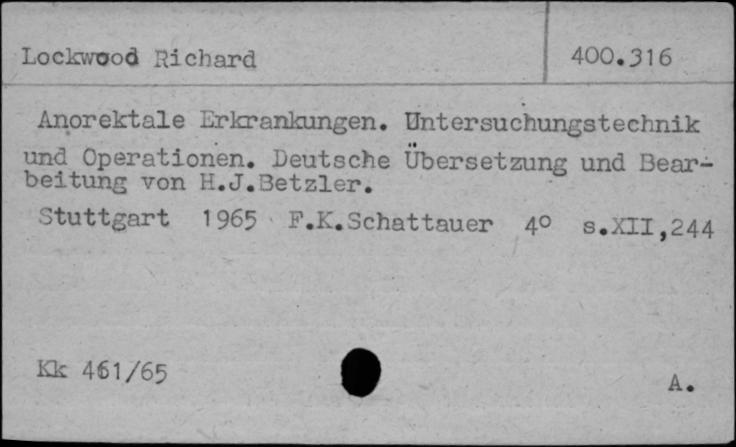 Lockwood Richard 400.316
Anorektale Erkrankungen. Untersuchungstechnik
und Operationen. Deutsche Übersetzung und Bear-
beitung von H.J.Betzler.
Stuttgart 1965 F.K.Schattauer 4° s.XII,244
Kk 461/65
A.